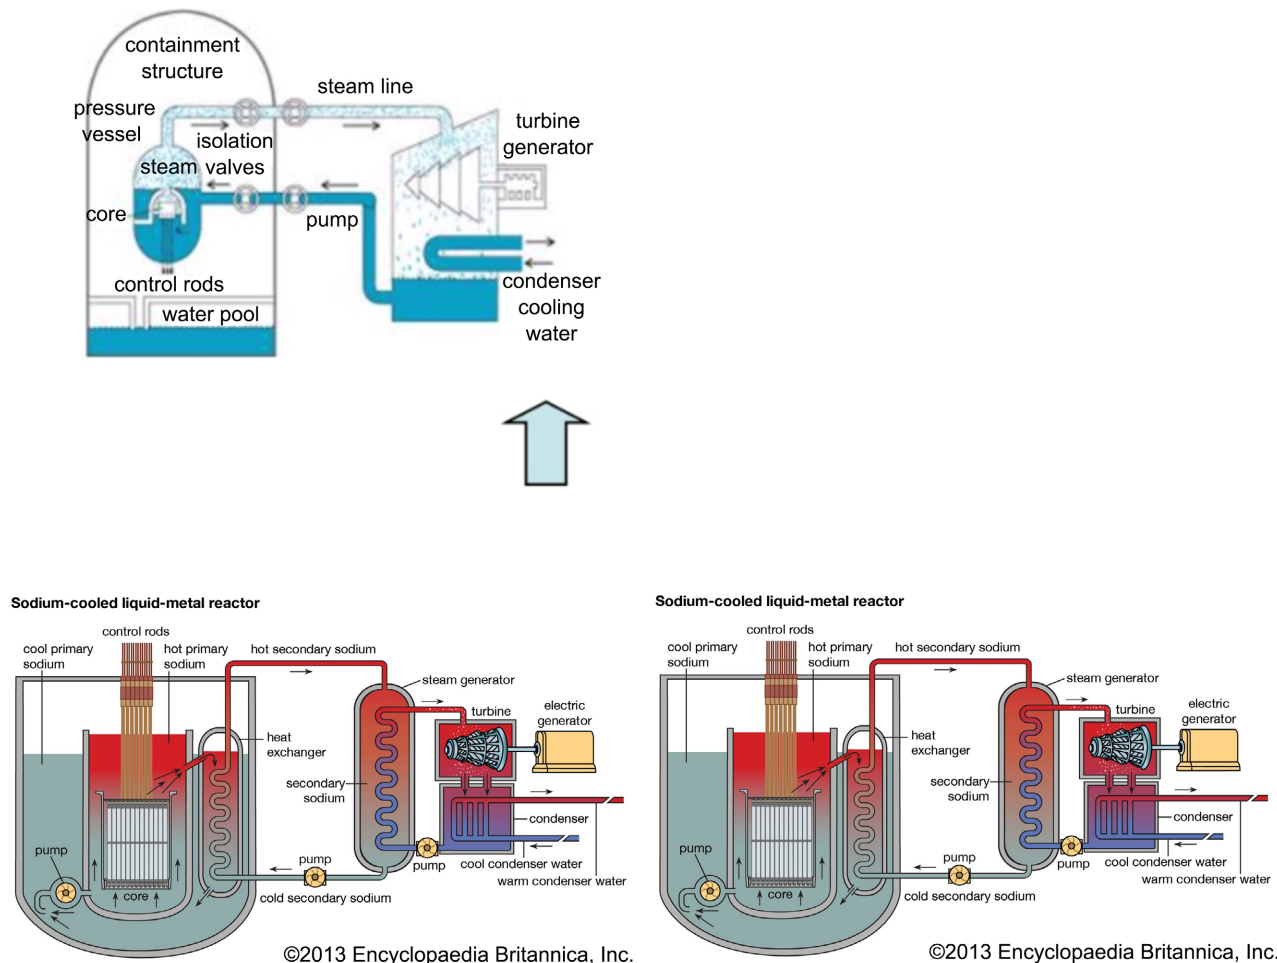 containment
structure
steam line
pressure
vessel
turbine
generator
isolation
valves
steam
core
pump
control rods
condenser
cooling
water
water pool
Sodium-cooled liquid-metal reactor
control rods
cool primary
sodium
hot primary
sodium
hot secondary sodium
steam generator
turbine
electric
generator
heat
exchanger
secondary
sodium
condenser
pump
pump
pump
cool condenser water
warm condenser water
core
cold secondary sodium
©2013 Encyclopaedia Britannica, Inc.
Sodium-cooled liquid-metal reactor
control rods
cool primary
sodium
hot primary
sodium
hot secondary sodium
steam generator
turbine
electric
generator
heat
exchanger
secondary
sodium
condenser
pump
pump
pump
cool condenser water
warm condenser water
core
cold secondary sodium
©2013 Encyclopaedia Britannica, Inc.